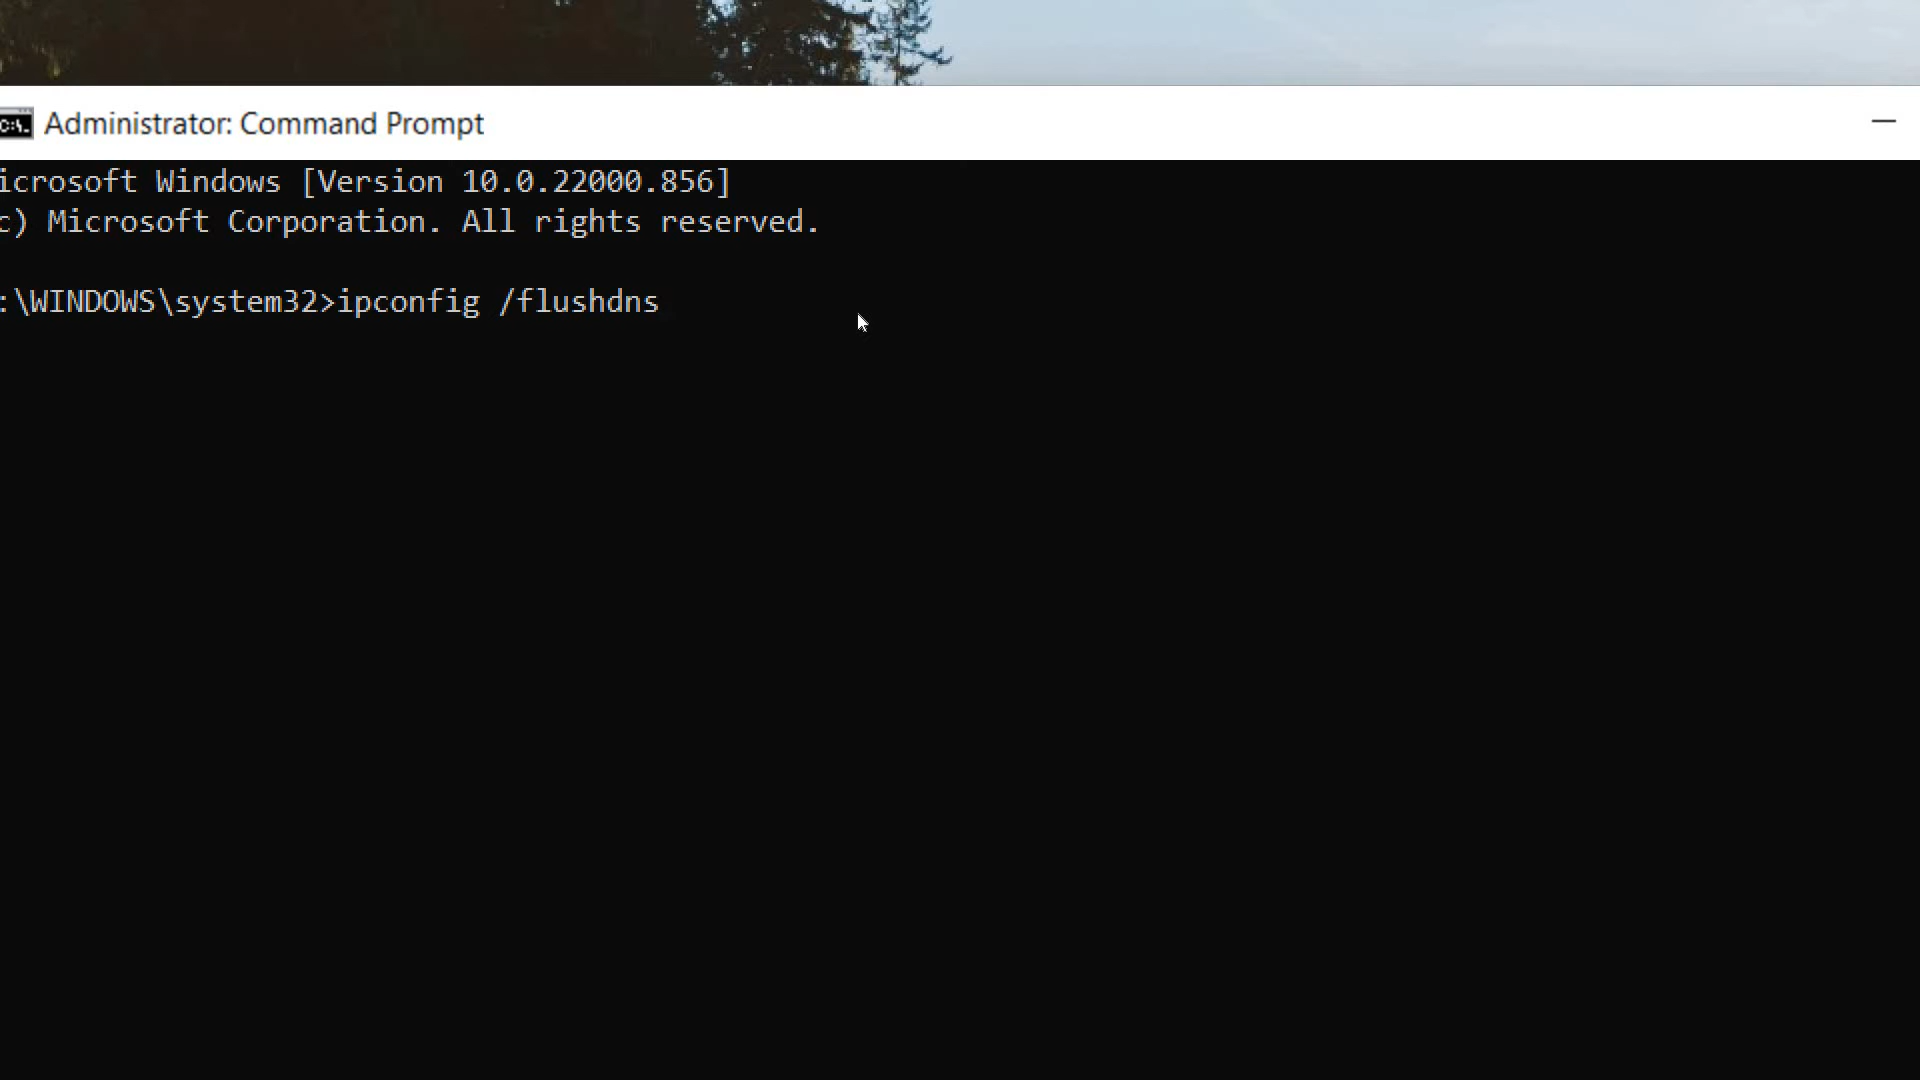 Administrator: Command Prompt
icrosoft Windows [Version 10.0.22000.856]
c) Microsoft Corporation. All rights reserved.
:\WINDOWS\system32>ipconfig /flushdns